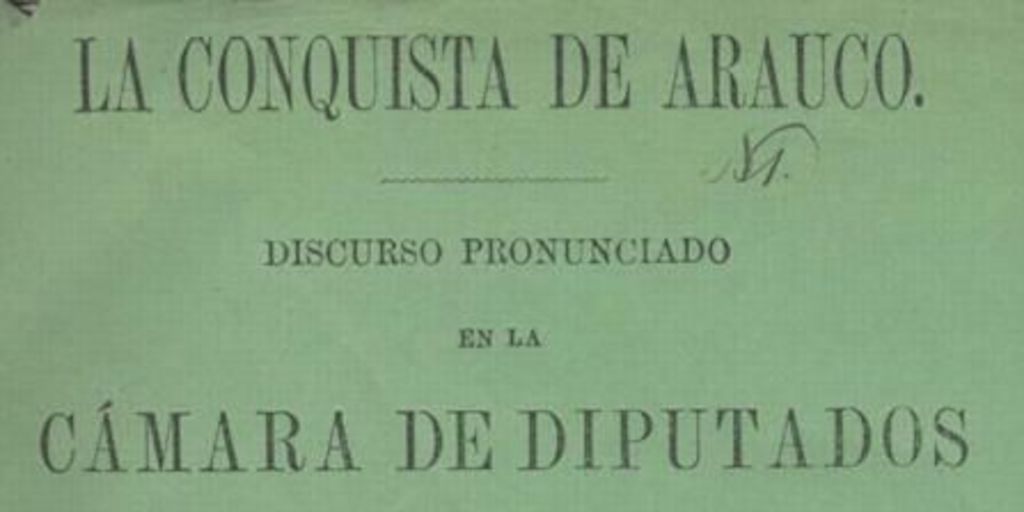 LA CONQUISTA DE ARAUCO.
DISCURSO PRONUNCIADO
EN LA
CÁMARA DE DIPUTADOS